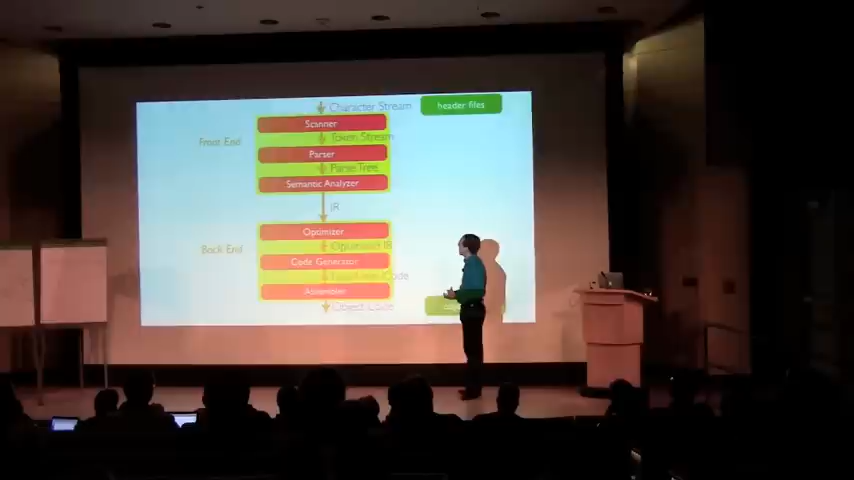 Character Stream
header files
Scanner
Front End
Token Stream
Parser
Parse Tree
Semantic Analyzer
IR
Optimizer
Back End
Optimized IR
Code Generator
Code
Assembler
Object Code